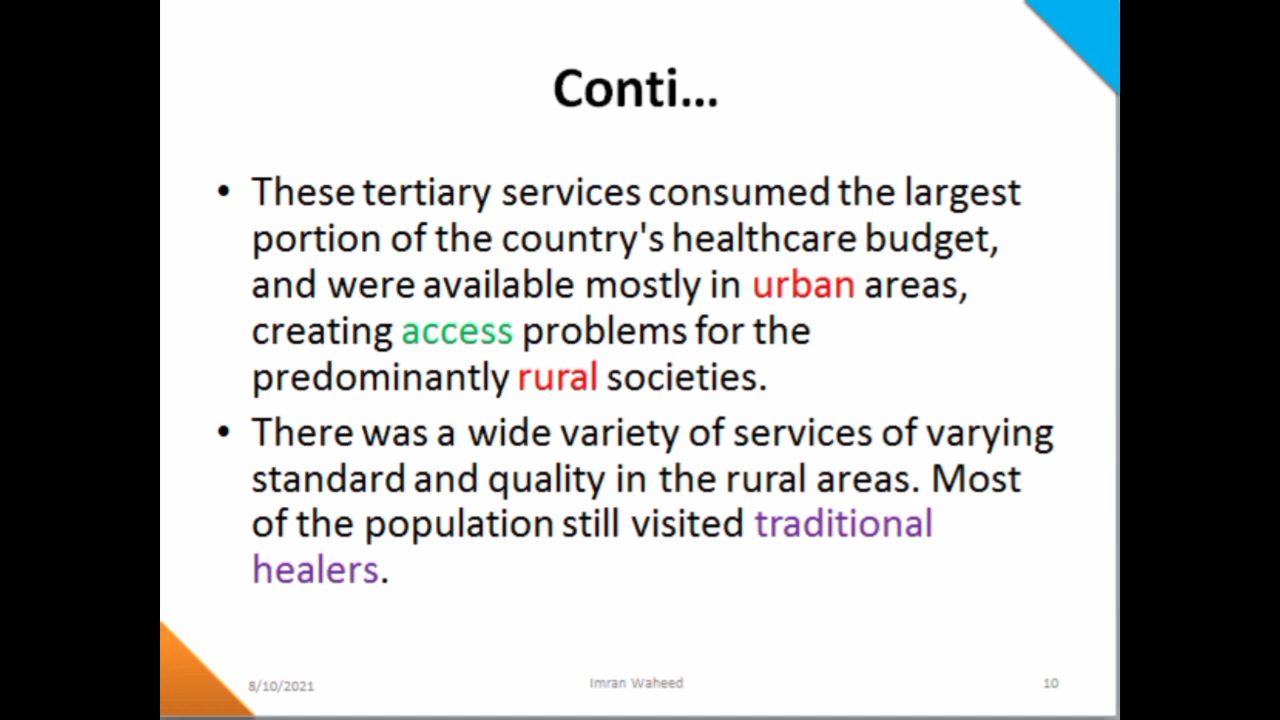 Conti...
• These tertiary services consumed the largest
portion of the country's healthcare budget,
and were available mostly in urban areas,
creating access problems for the
predominantly rural societies.
• There was a wide variety of services of varying
standard and quality in the rural areas. Most
of the population still visited traditional
healers.
8/10/2021 Imran Waheed 10